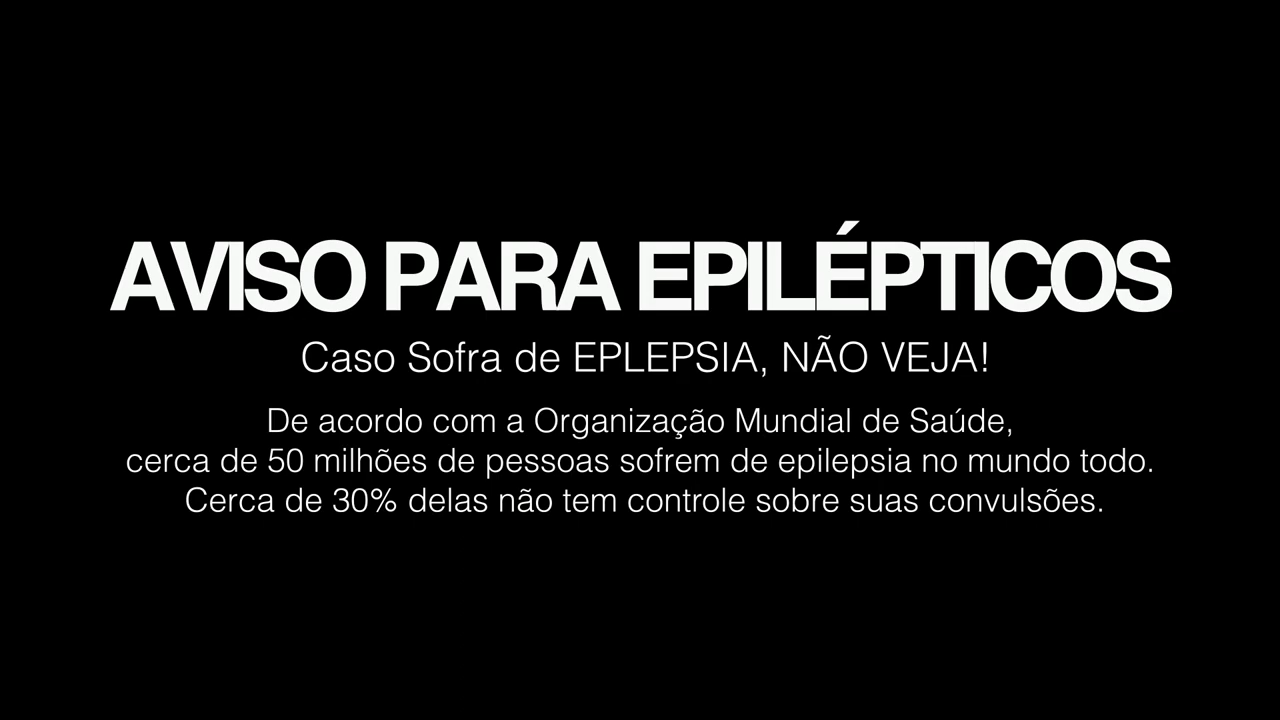 AVISO PARA EPILÉPTICOS
Caso Sofra de EPLEPSIA, NÃO VEJA!
De acordo com a Organização Mundial de Saúde,
cerca de 50 milhões de pessoas sofrem de epilepsia no mundo todo.
Cerca de 30% delas não tem controle sobre suas convulsões.